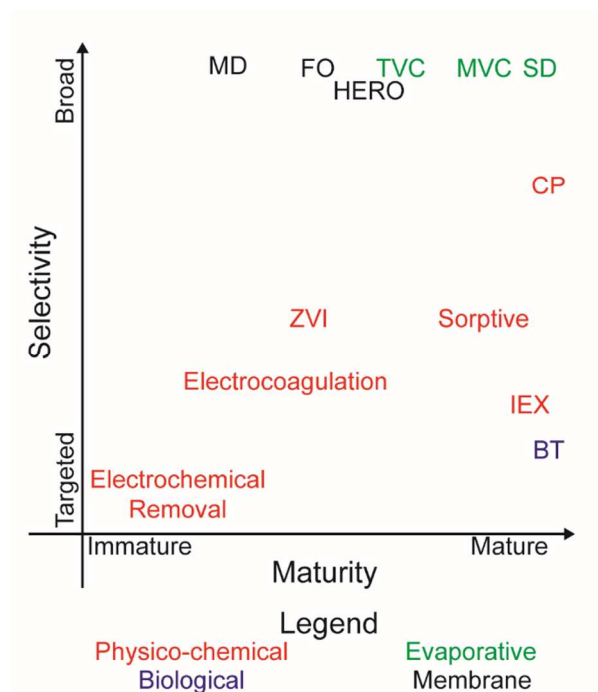 Broad
MD
FO
TVC
MVC
SD
HERO
CP
Selectivity
ZVI
Sorptive
Electrocoagulation
IEX
BT
Targeted
Electrochemical
Removal
Immature
Mature
Maturity
Legend
Physico-chemical
Evaporative
Biological
Membrane